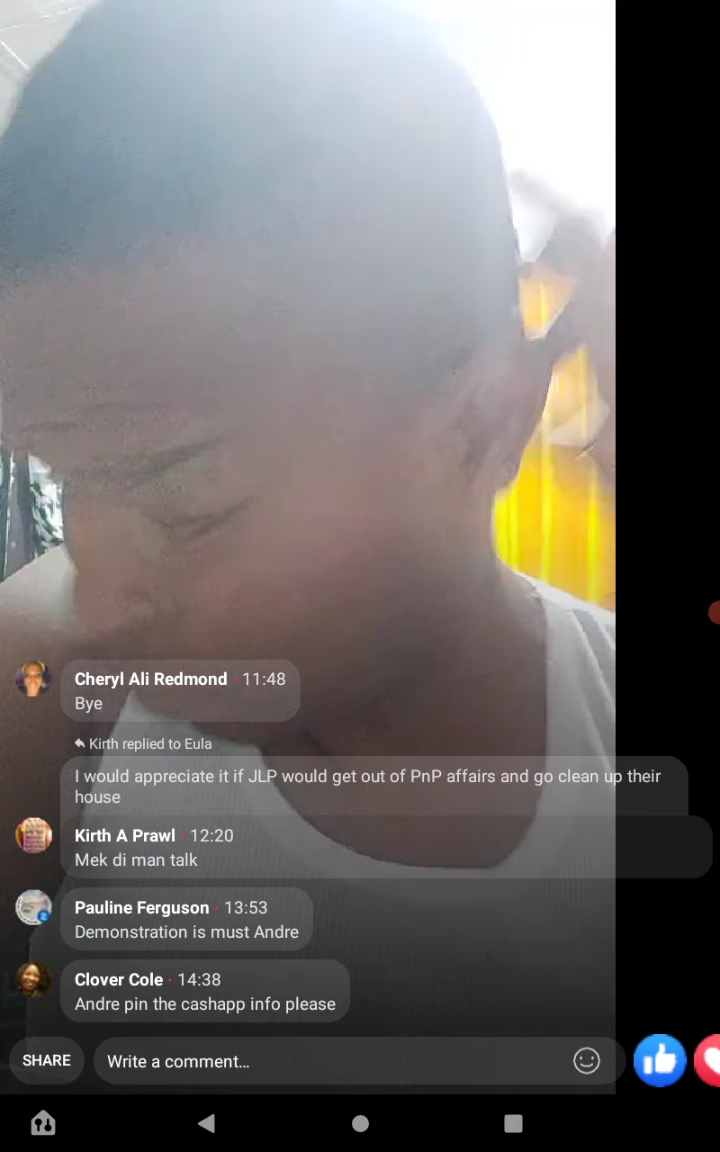 Cheryl Ali Redmond · 11:48
Bye
Kirth replied to Eula
I would appreciate it if JLP would get out of PnP affairs and go clean up their
house
Kirth A Prawl · 12:20
Mek di man talk
Pauline Ferguson · 13:53
Demonstration is must Andre
Clover Cole · 14:38
Andre pin the cashapp info please
SHARE
Write a comment...